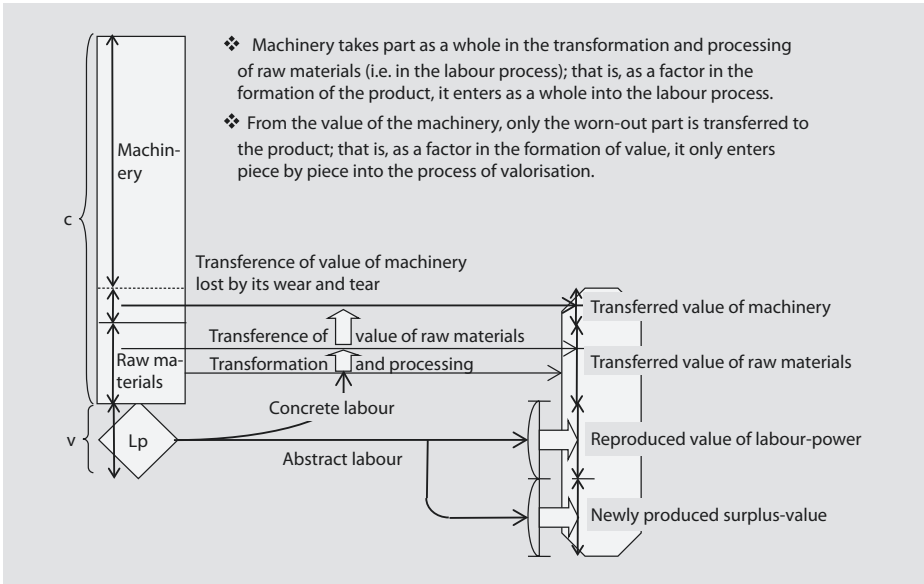 ❖ Machinery takes part as a whole in the transformation and processing
of raw materials (i.e. in the labour process); that is, as a factor in the
formation of the product, it enters as a whole into the labour process.
❖ From the value of the machinery, only the worn-out part is transferred to
the product; that is, as a factor in the formation of value, it only enters
piece by piece into the process of valorisation.
Machin-
ery
c
Transference of value of machinery
lost by its wear and tear
Transferred value of machinery
Transference of value of raw materials
Raw ma-
terials
Transformation and processing
Transferred value of raw materials
Concrete labour
v
Lp
Reproduced value of labour-power
Abstract labour
Newly produced surplus-value